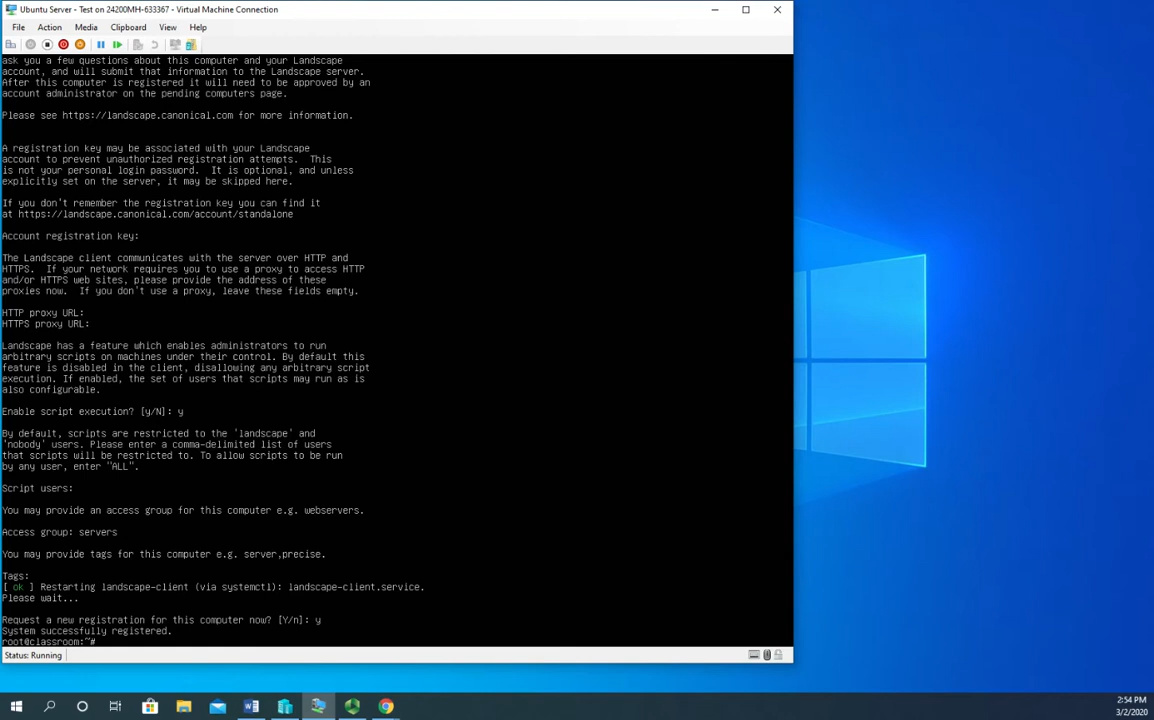 Ubuntu Server - Test on 24200MH-633367 - Virtual Machine Connection
File Action Media Clipboard View Help
ask you a few questions about this computer and your Landscape
account, and will submit that information to the Landscape server.
After this computer is registered it will need to be approved by an
account administrator on the pending computers page.
Please see https://landscape.canonical.com for more information.
A registration key may be associated with your Landscape
account to prevent unauthorized registration attempts.  This
is not your personal login password.  It is optional, and unless
explicitly set on the server, it may be skipped here.
If you don't remember the registration key you can find it
at https://landscape.canonical.com/account/standalone
Account registration key:
The Landscape client communicates with the server over HTTP and
HTTPS.  If your network requires you to use a proxy to access HTTP
and/or HTTPS web sites, please provide the address of these
proxies now.  If you don't use a proxy, leave these fields empty.
HTTP proxy URL:
HTTPS proxy URL:
Landscape has a feature which enables administrators to run
arbitrary scripts on machines under their control. By default this
feature is disabled in the client, disallowing any arbitrary script
execution. If enabled, the set of users that scripts may run as is
also configurable.
Enable script execution? [y/N]: y
By default, scripts are restricted to the 'landscape' and
'nobody' users. Please enter a comma-delimited list of users
that scripts will be restricted to. To allow scripts to be run
by any user, enter "ALL".
Script users:
You may provide an access group for this computer e.g. webservers.
Access group: servers
You may provide tags for this computer e.g. server,precise.
Tags:
[ ok ] Restarting landscape-client (via systemctl): landscape-client.service.
Please wait...
Request a new registration for this computer now? [Y/n]: y
System successfully registered.
root@classroom:~#
Status: Running
2:54 PM
3/2/2020